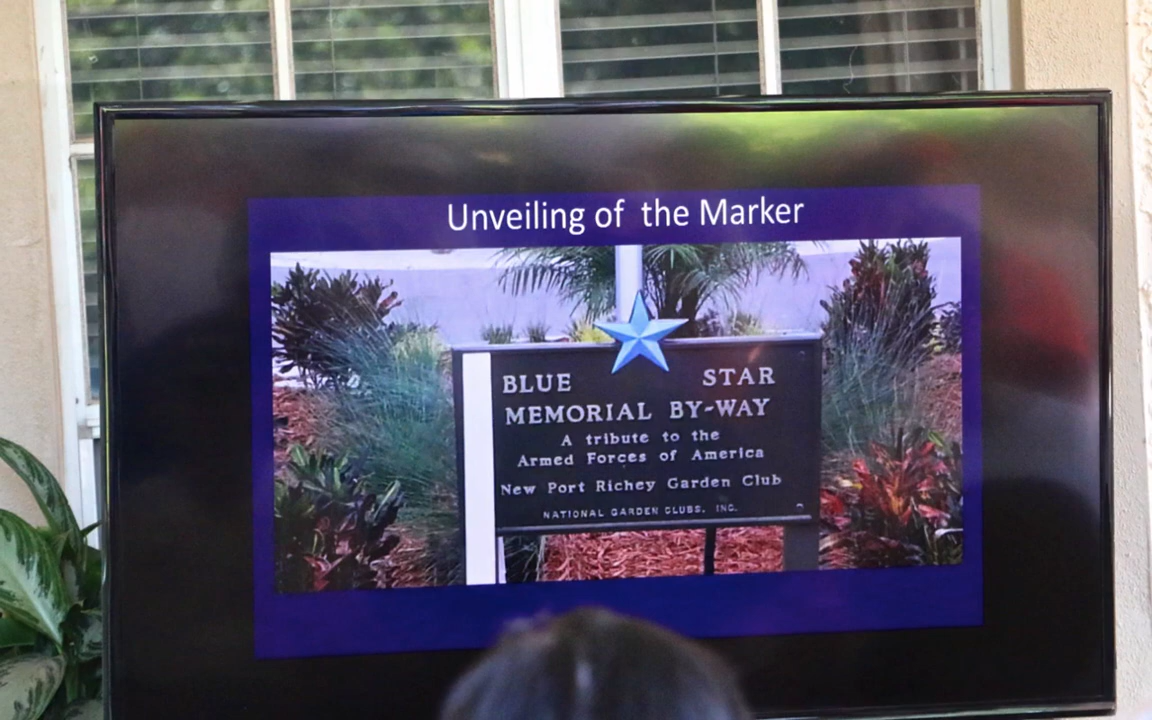 Unveiling of the Marker
BLUE STAR
MEMORIAL BY-WAY
A tribute to the
Armed Forces of America
New Port Richey Garden Club
NATIONAL GARDEN CLUBS, INC.